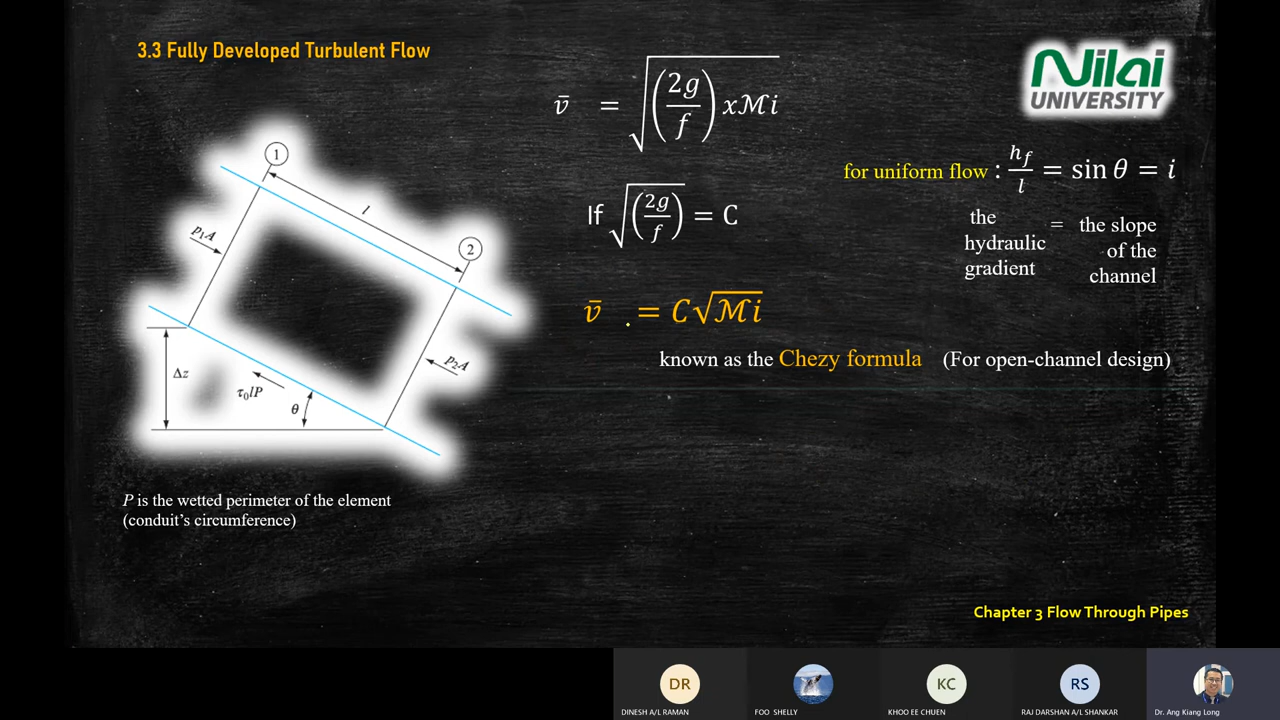 3.3 Fully Developed Turbulent Flow
v̄ = √((2g/f) xℳi)
Nilai
UNIVERSITY
for uniform flow : h_f/l = sin θ = i
If √((2g/f)) = C
the hydraulic gradient = the slope of the channel
v̄ . = C√(ℳi)
known as the Chezy formula (For open-channel design)
1
l
2
p₁A
p₂A
Δz
τ₀lP
θ
P is the wetted perimeter of the element
(conduit's circumference)
Chapter 3 Flow Through Pipes
DR
KC
RS
DINESH A/L RAMAN
FOO SHELLY
KHOO EE CHUEN
RAJ DARSHAN A/L SHANKAR
Dr. Ang Kiang Long